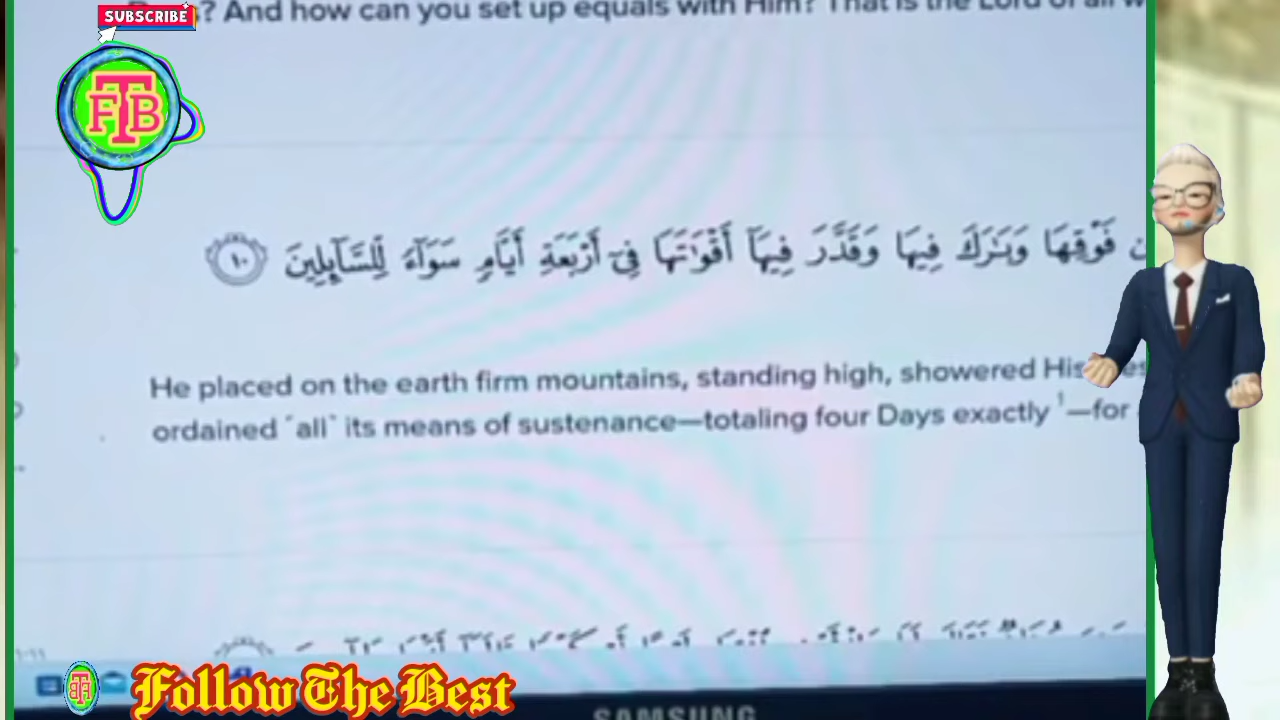 SUBSCRIBE
? And how can you set up equals with Him? That is the Lord of all
FTB
فَوْقِهَا وَبَـٰرَكَ فِيهَا وَقَدَّرَ فِيهَآ أَقْوَٰتَهَا فِىٓ أَرْبَعَةِ أَيَّامٍ سَوَآءً لِّلسَّآئِلِينَ ١٠
He placed on the earth firm mountains, standing high, showered His
ordained ˹all˺ its means of sustenance—totaling four Days exactly ¹—for
Follow The Best
SAMSUNG